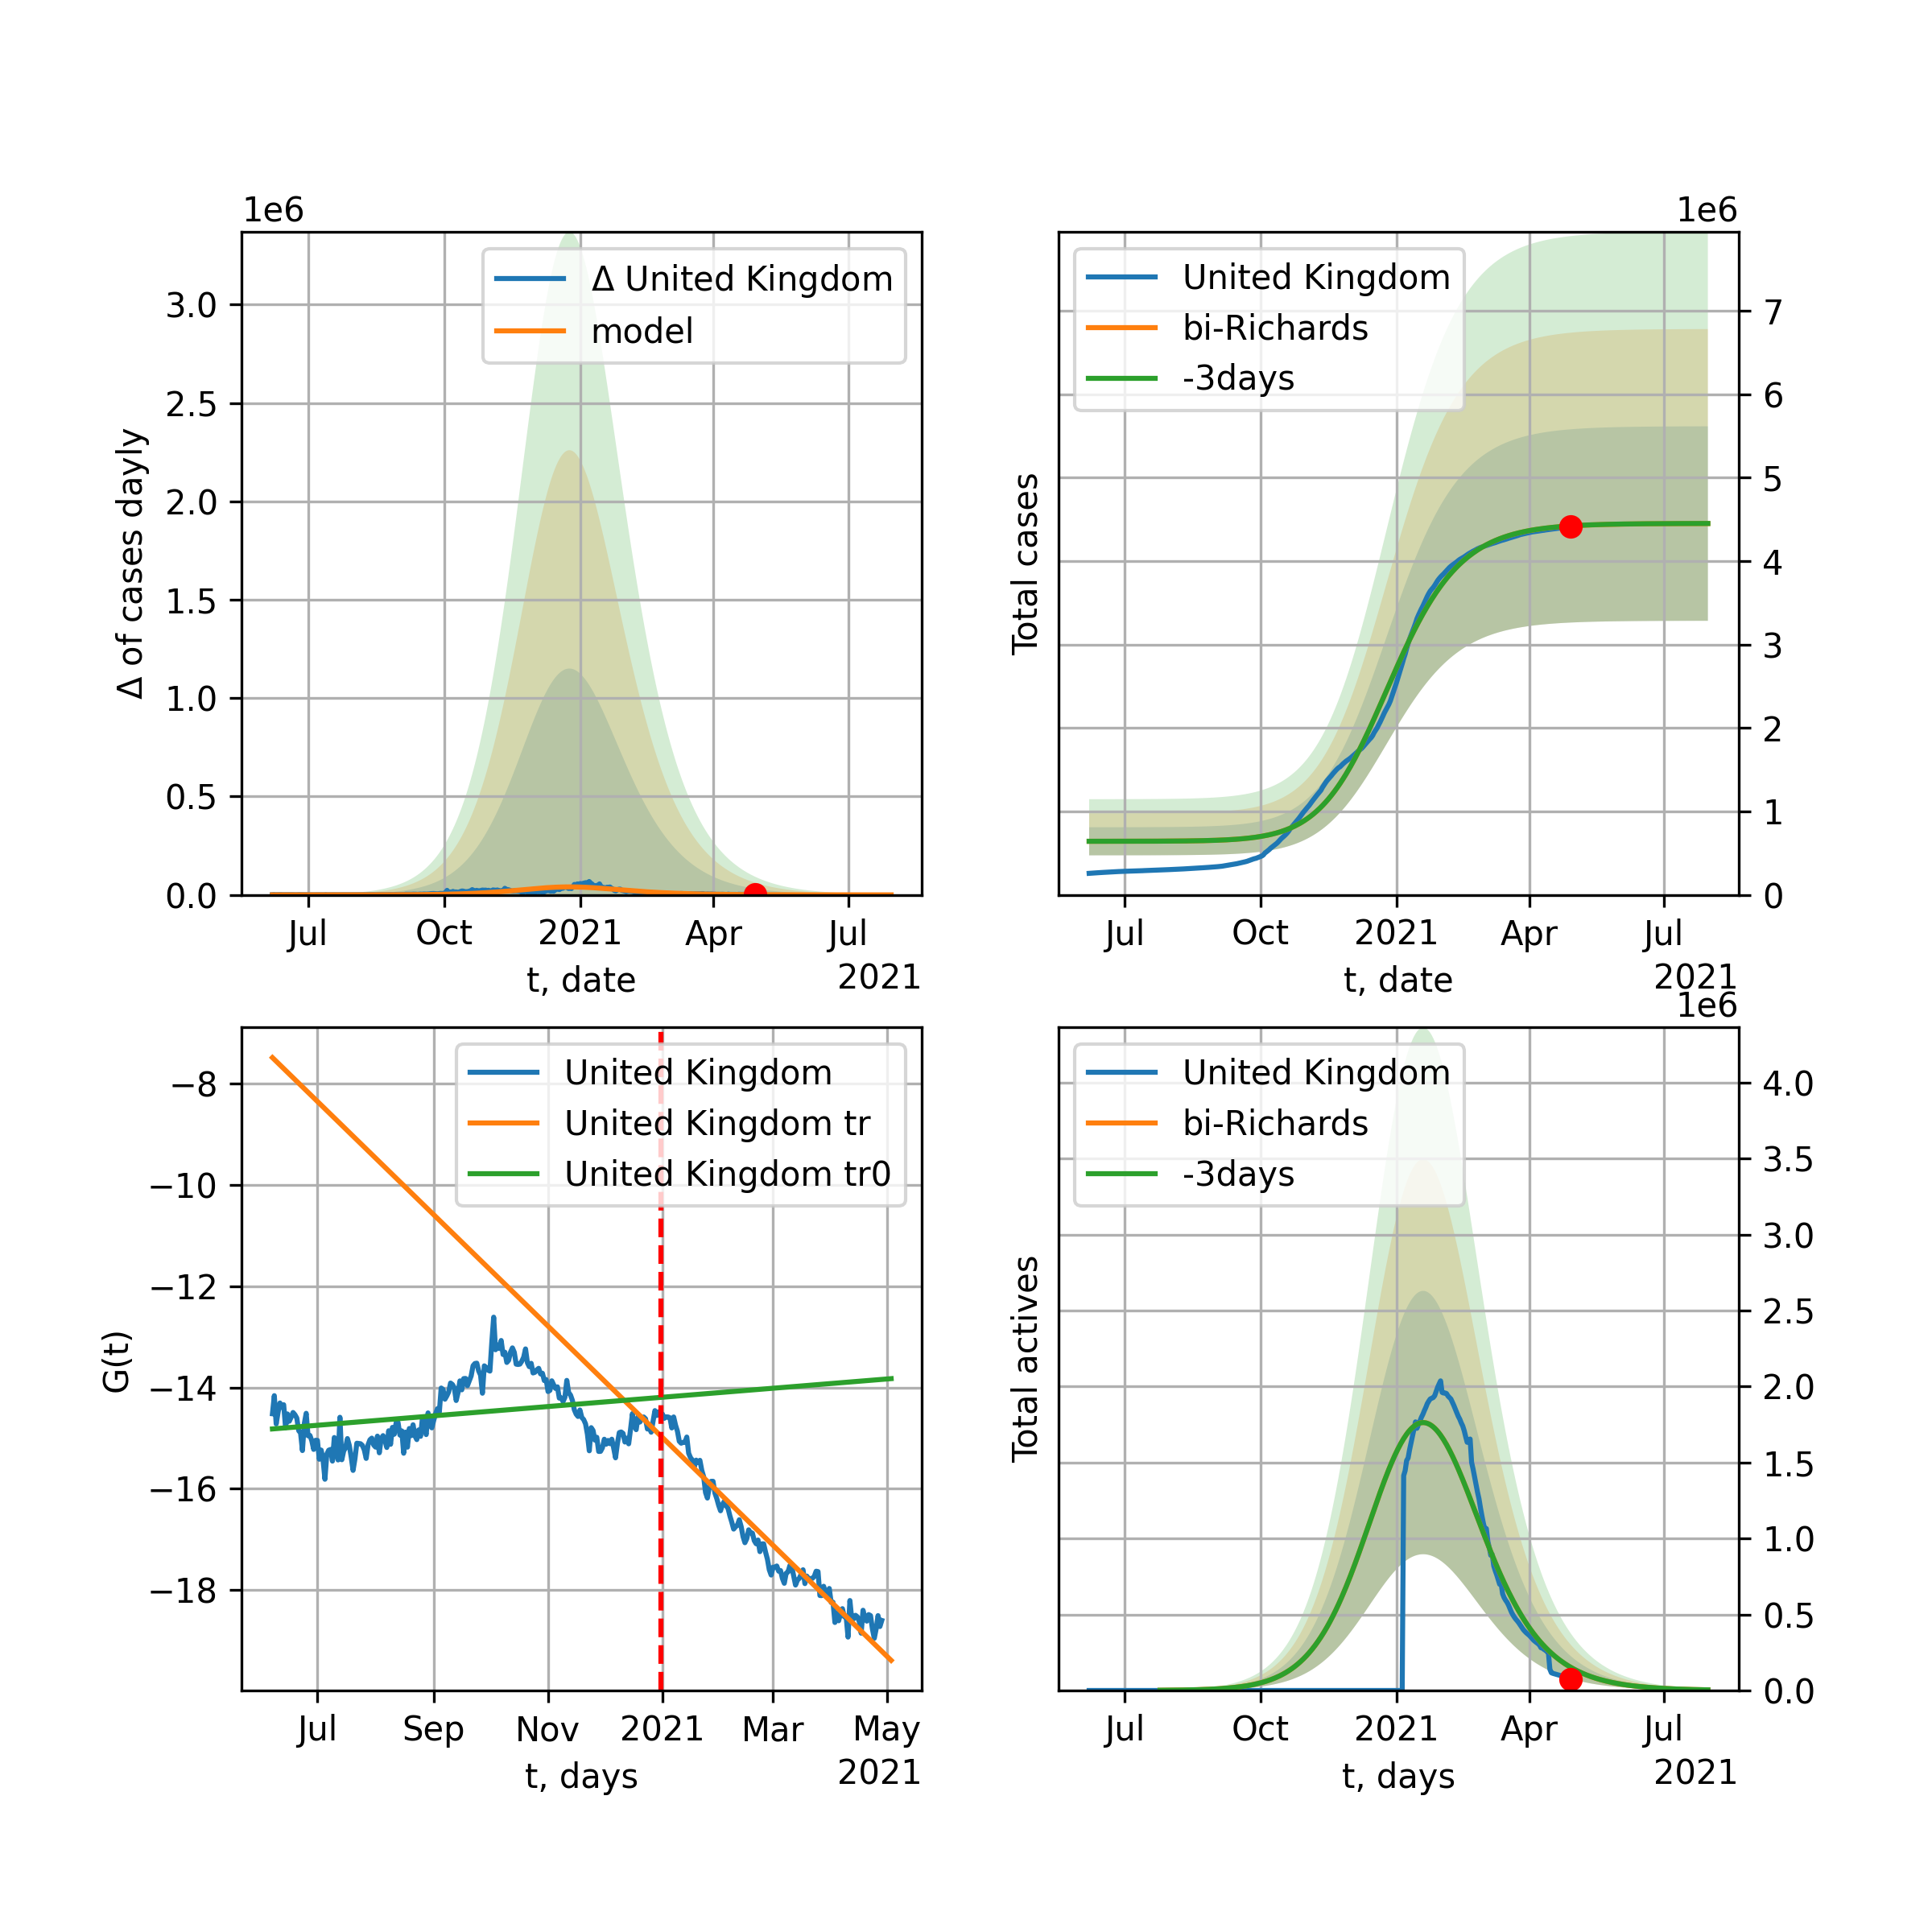 1e6
Δ of cases dayly
3.0
2.5
2.0
1.5
1.0
0.5
0.0
Δ United Kingdom
model
Jul
Oct
2021
Apr
Jul
t, date
2021
1e6
Total cases
United Kingdom
bi-Richards
-3days
7
6
5
4
3
2
1
0
Jul
Oct
2021
Apr
Jul
t, date
2021
G(t)
−8
−10
−12
−14
−16
−18
United Kingdom
United Kingdom tr
United Kingdom tr0
Jul
Sep
Nov
2021
Mar
May
t, days
2021
1e6
Total actives
United Kingdom
bi-Richards
-3days
4.0
3.5
3.0
2.5
2.0
1.5
1.0
0.5
0.0
Jul
Oct
2021
Apr
Jul
t, days
2021